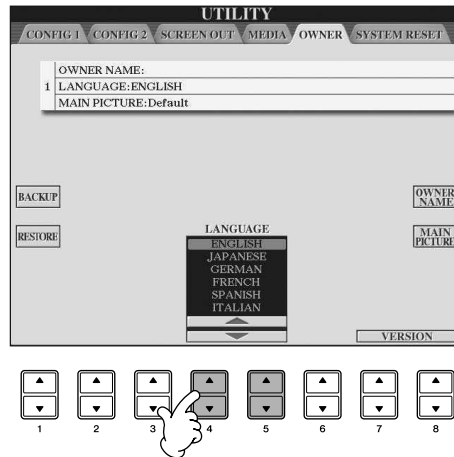 UTILITY
CONFIG 1 CONFIG 2 SCREEN OUT MEDIA OWNER SYSTEM RESET
OWNER NAME:
1 LANGUAGE:ENGLISH
MAIN PICTURE:Default
BACKUP
OWNER
NAME
RESTORE
MAIN
PICTURE
LANGUAGE
ENGLISH
JAPANESE
GERMAN
FRENCH
SPANISH
ITALIAN
VERSION
1 2 3 4 5 6 7 8